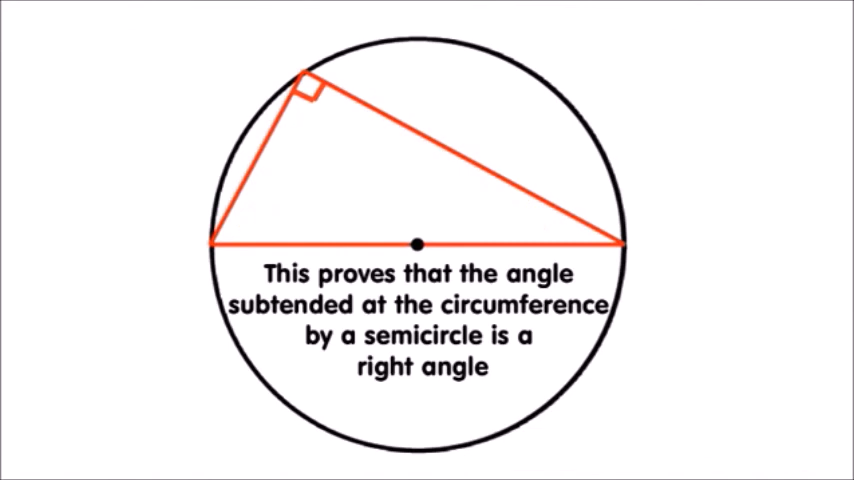 This proves that the angle
subtended at the circumference
by a semicircle is a
right angle